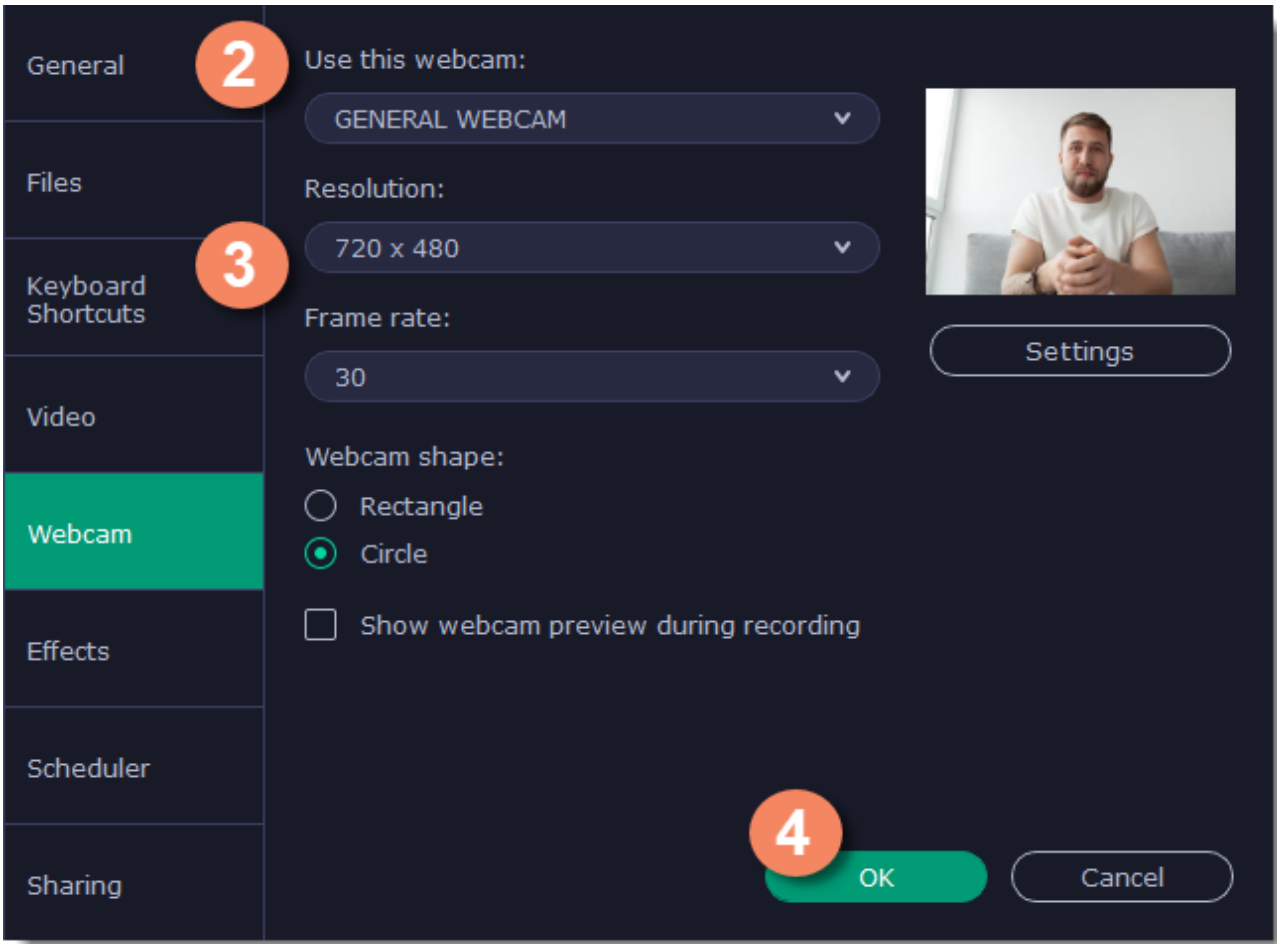 General
Files
Keyboard
Shortcuts
Video
Webcam
Effects
Scheduler
Sharing
2
Use this webcam:
GENERAL WEBCAM
Resolution:
3
720 x 480
Frame rate:
30
Settings
Webcam shape:
Rectangle
Circle
Show webcam preview during recording
4
OK
Cancel